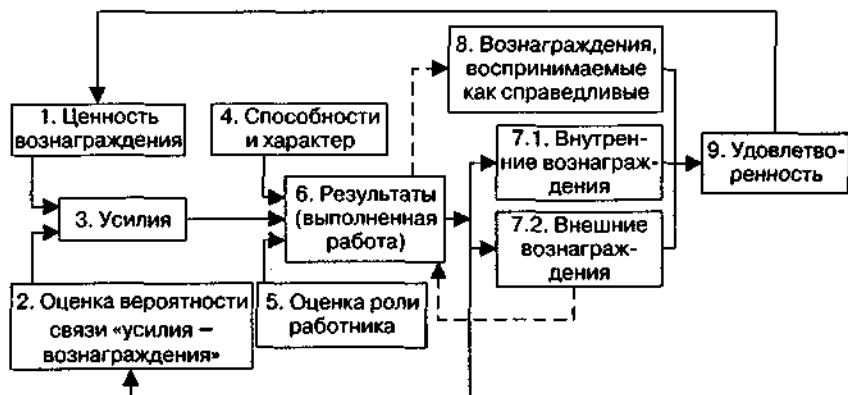 8. Вознаграждения,
воспринимаемые
как справедливые
1. Ценность
вознаграждения
4. Способности
и характер
7.1. Внутрен-
ние вознаграж-
дения
9. Удовлетво-
ренность
3. Усилия
6. Результаты
(выполненная
работа)
7.2. Внешние
вознаграж-
дения
2. Оценка вероятности
связи «усилия –
вознаграждения»
5. Оценка роли
работника